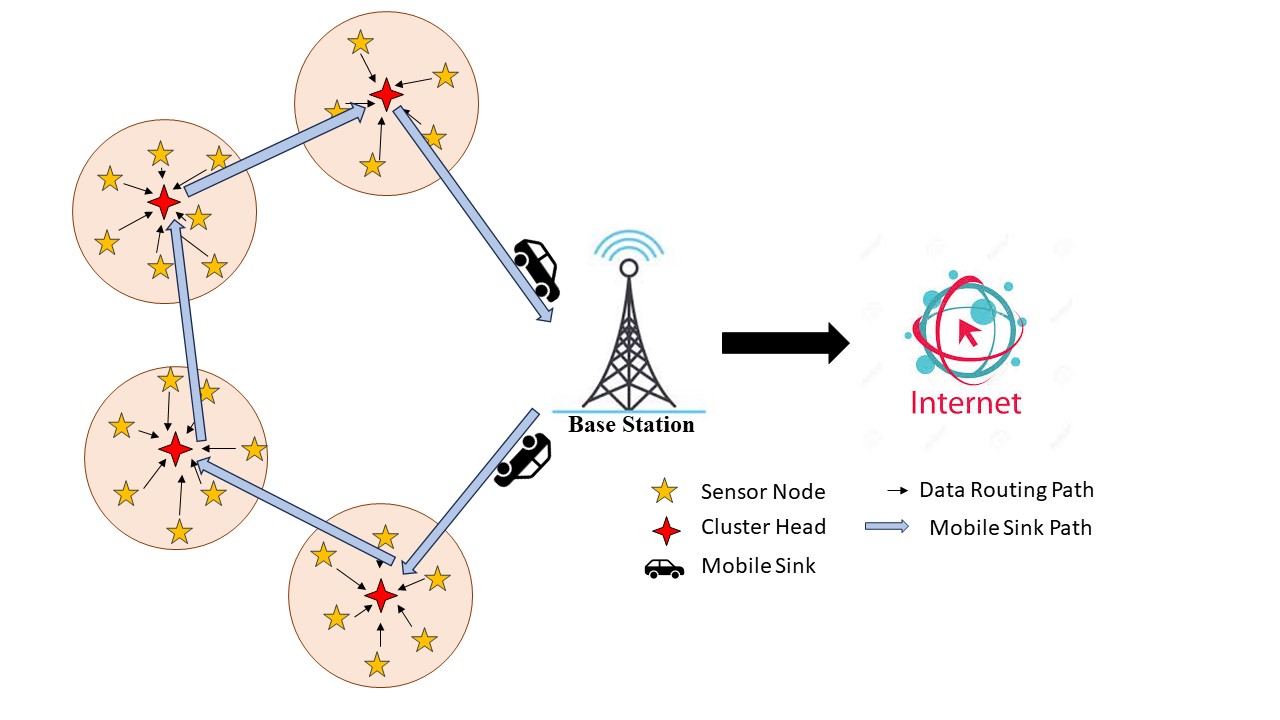 Base Station
Internet
Sensor Node
Data Routing Path
Cluster Head
Mobile Sink Path
Mobile Sink